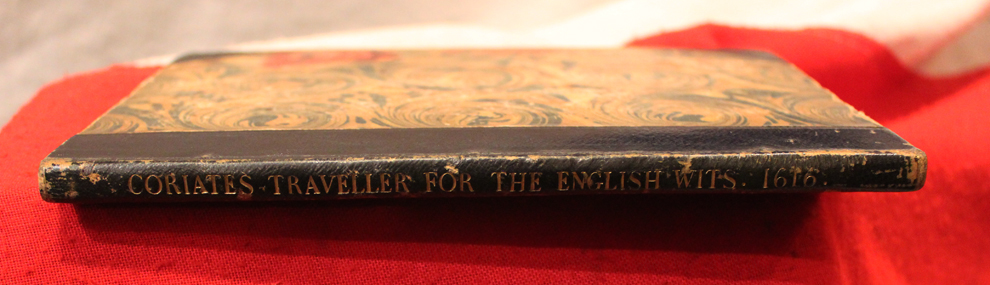 CORIATES TRAVELLER FOR THE ENGLISH WITS. 1616.